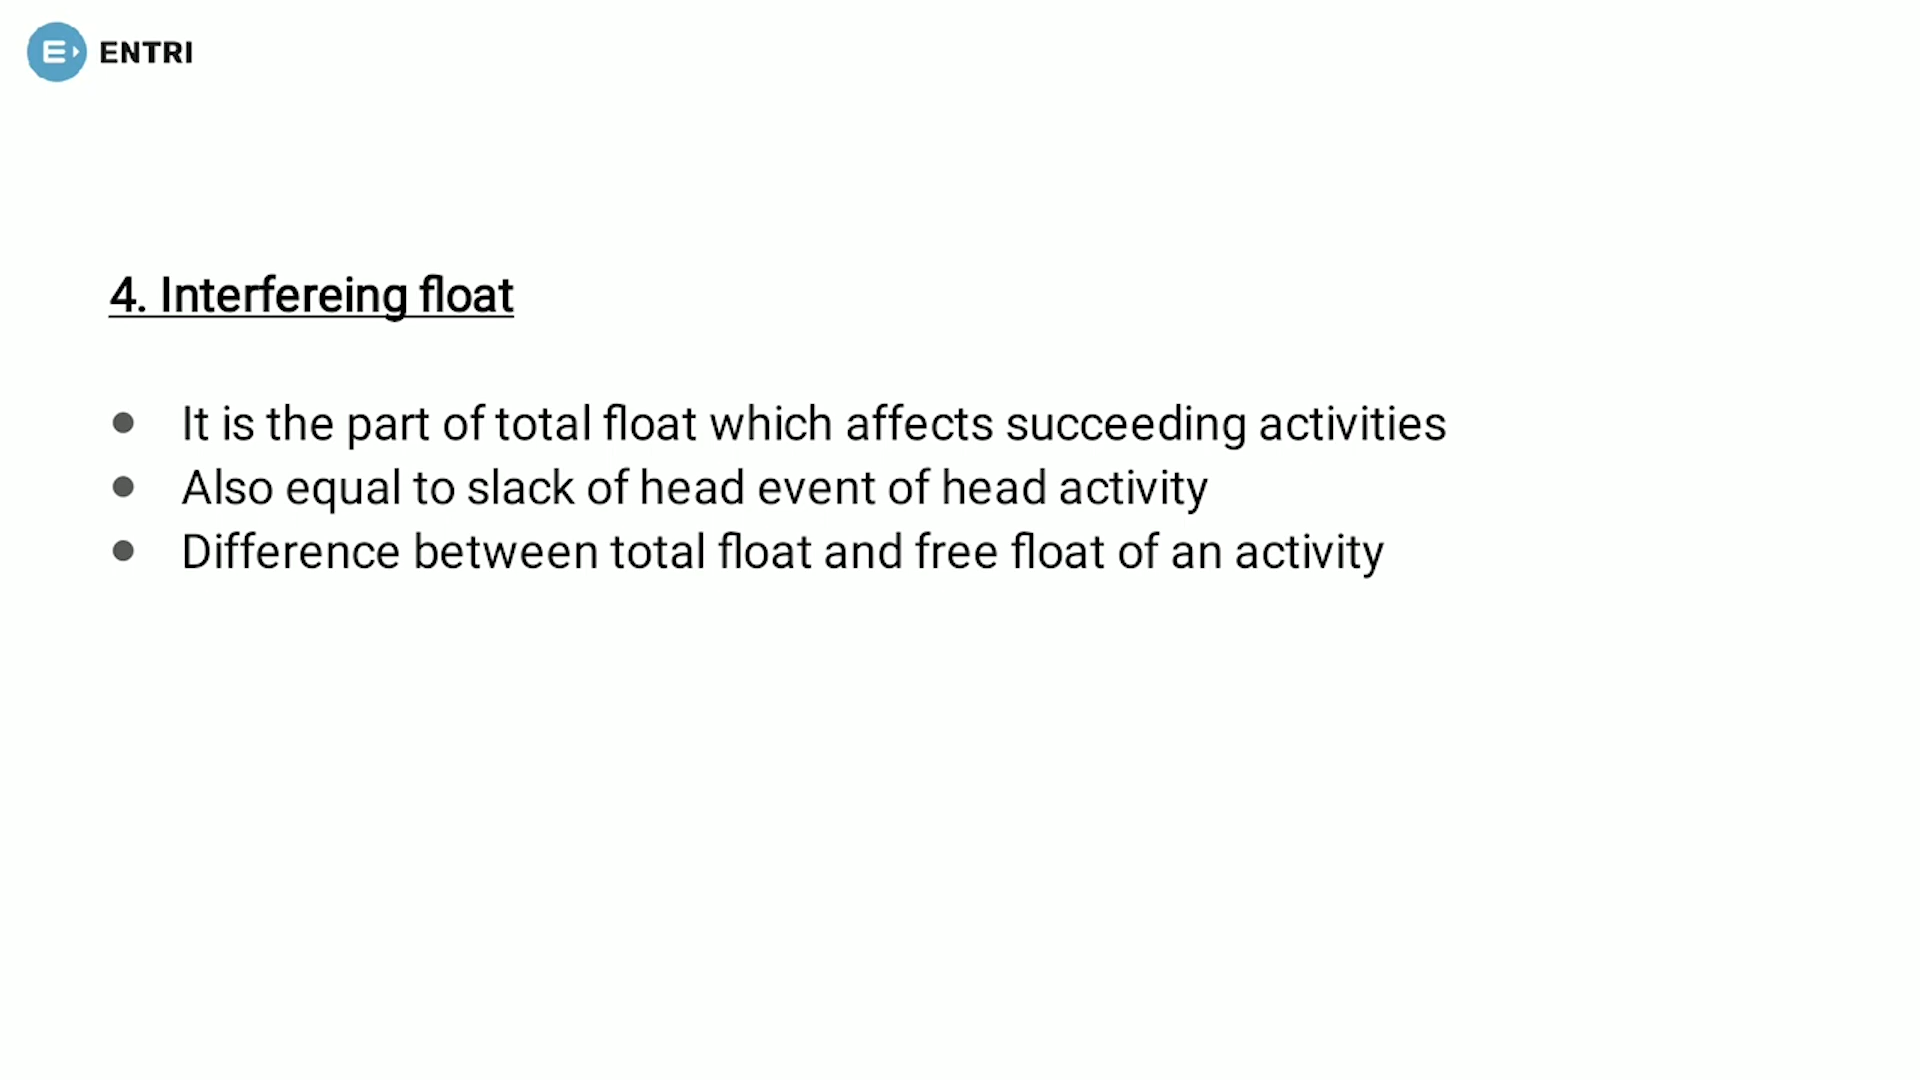 ENTRI
4. Interfereing float
● It is the part of total float which affects succeeding activities
● Also equal to slack of head event of head activity
● Difference between total float and free float of an activity